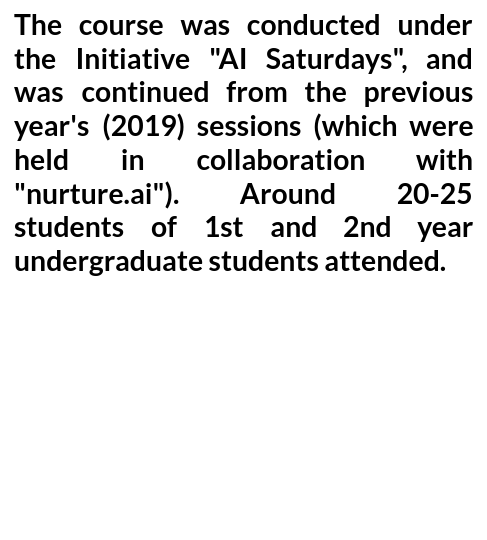 The course was conducted under
the Initiative "AI Saturdays", and
was continued from the previous
year's (2019) sessions (which were
held in collaboration with
"nurture.ai"). Around 20-25
students of 1st and 2nd year
undergraduate students attended.